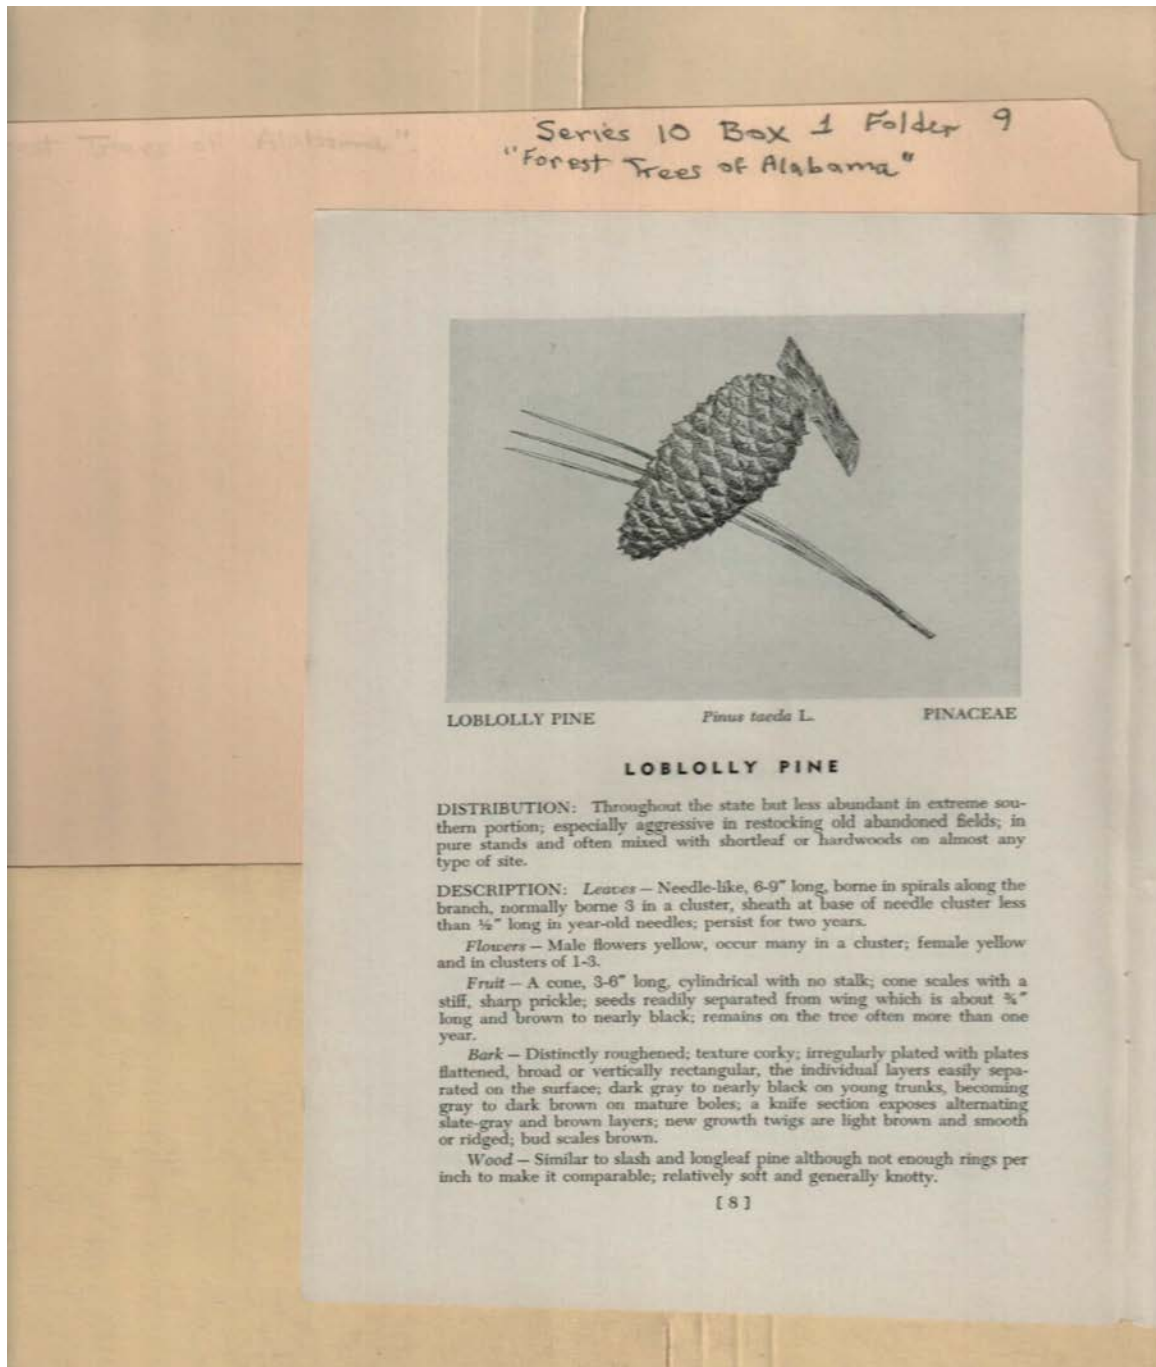 Series 10 Box 1 Folder 9
"Forest Trees of Alabama"
est Trees of Alabama"
LOBLOLLY PINE Pinus taeda L. PINACEAE
LOBLOLLY PINE
DISTRIBUTION: Throughout the state but less abundant in extreme sou-
thern portion; especially aggressive in restocking old abandoned fields; in
pure stands and often mixed with shortleaf or hardwoods on almost any
type of site.
DESCRIPTION: Leaves — Needle-like, 6-9" long, borne in spirals along the
branch, normally borne 3 in a cluster, sheath at base of needle cluster less
than ½" long in year-old needles; persist for two years.
Flowers — Male flowers yellow, occur many in a cluster; female yellow
and in clusters of 1-3.
Fruit — A cone, 3-6" long, cylindrical with no stalk; cone scales with a
stiff, sharp prickle; seeds readily separated from wing which is about ¾"
long and brown to nearly black; remains on the tree often more than one
year.
Bark — Distinctly roughened; texture corky; irregularly plated with plates
flattened, broad or vertically rectangular, the individual layers easily sepa-
rated on the surface; dark gray to nearly black on young trunks, becoming
gray to dark brown on mature boles; a knife section exposes alternating
slate-gray and brown layers; new growth twigs are light brown and smooth
or ridged; bud scales brown.
Wood — Similar to slash and longleaf pine although not enough rings per
inch to make it comparable; relatively soft and generally knotty.
[ 8 ]